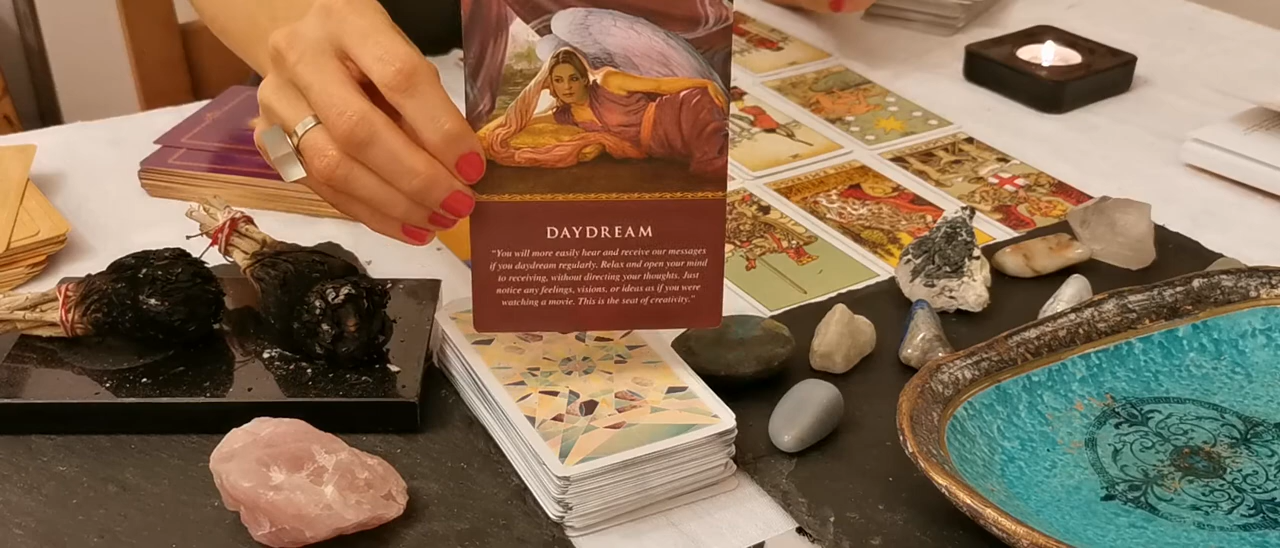 DAYDREAM
"You will more easily hear and receive our messages
if you daydream regularly. Relax and open your mind
to receiving, without directing your thoughts. Just
notice any feelings, visions, or ideas as if you were
watching a movie. This is the seat of creativity."